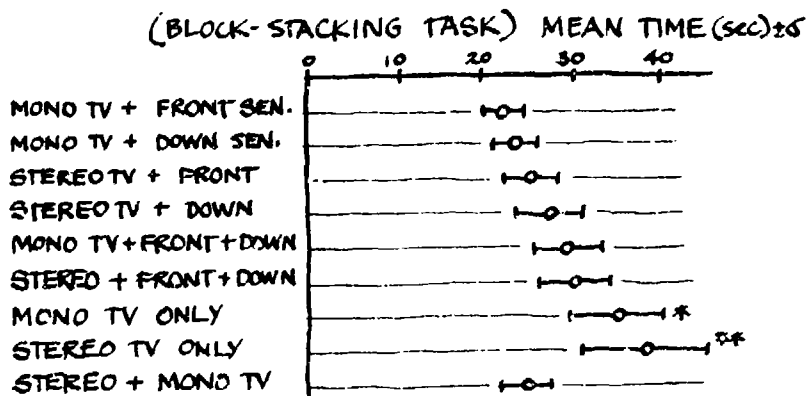 (BLOCK-STACKING TASK) MEAN TIME (sec)±σ
0 10 20 30 40
MONO TV + FRONT SEN.
MONO TV + DOWN SEN.
STEREO TV + FRONT
STEREO TV + DOWN
MONO TV+FRONT+DOWN
STEREO + FRONT+DOWN
MONO TV ONLY *
STEREO TV ONLY **
STEREO + MONO TV